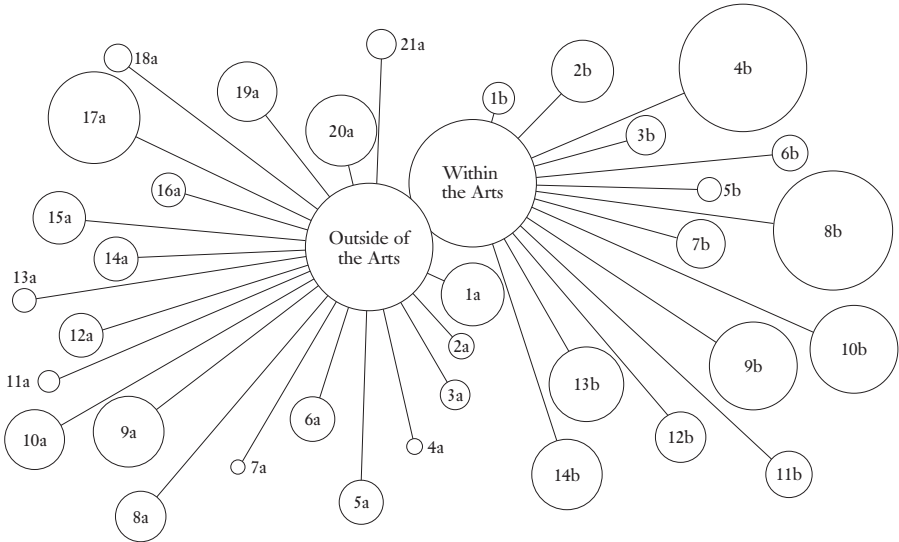 21a
18a
2b
4b
19a
1b
17a
20a
3b
6b
Within
the Arts
16a
5b
15a
8b
Outside of
the Arts
7b
14a
13a
1a
12a
2a
10b
9b
11a
13b
3a
6a
9a
10a
12b
4a
7a
14b
11b
5a
8a